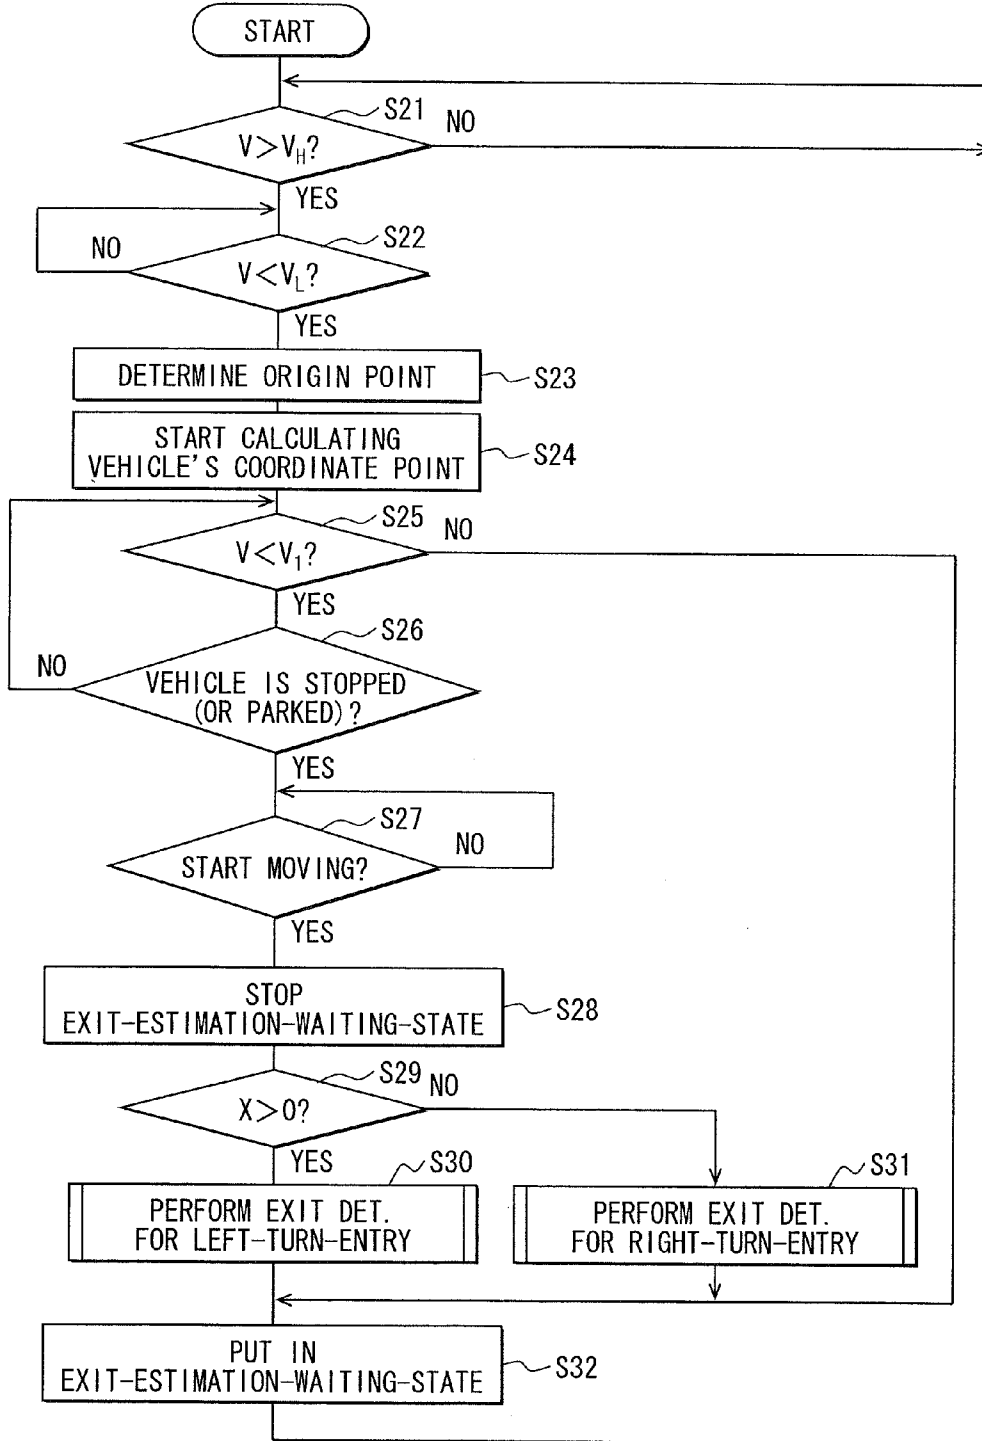 START
S21
V>V_H?
NO
YES
S22
NO
V<V_L?
YES
DETERMINE ORIGIN POINT
S23
START CALCULATING
VEHICLE'S COORDINATE POINT
S24
S25
V<V_1?
NO
YES
S26
NO
VEHICLE IS STOPPED
(OR PARKED)?
YES
S27
START MOVING?
NO
YES
STOP
EXIT-ESTIMATION-WAITING-STATE
S28
S29
X>0?
NO
YES
S30
PERFORM EXIT DET.
FOR LEFT-TURN-ENTRY
S31
PERFORM EXIT DET.
FOR RIGHT-TURN-ENTRY
PUT IN
EXIT-ESTIMATION-WAITING-STATE
S32